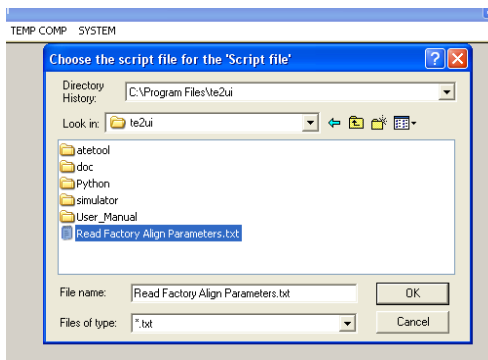 TEMP COMP SYSTEM
Choose the script file for the 'Script file'
Directory History: C:\Program Files\te2ui
Look in: te2ui
atetool
doc
Python
simulator
User_Manual
Read Factory Align Parameters.txt
File name: Read Factory Align Parameters.txt OK
Files of type: *.txt Cancel